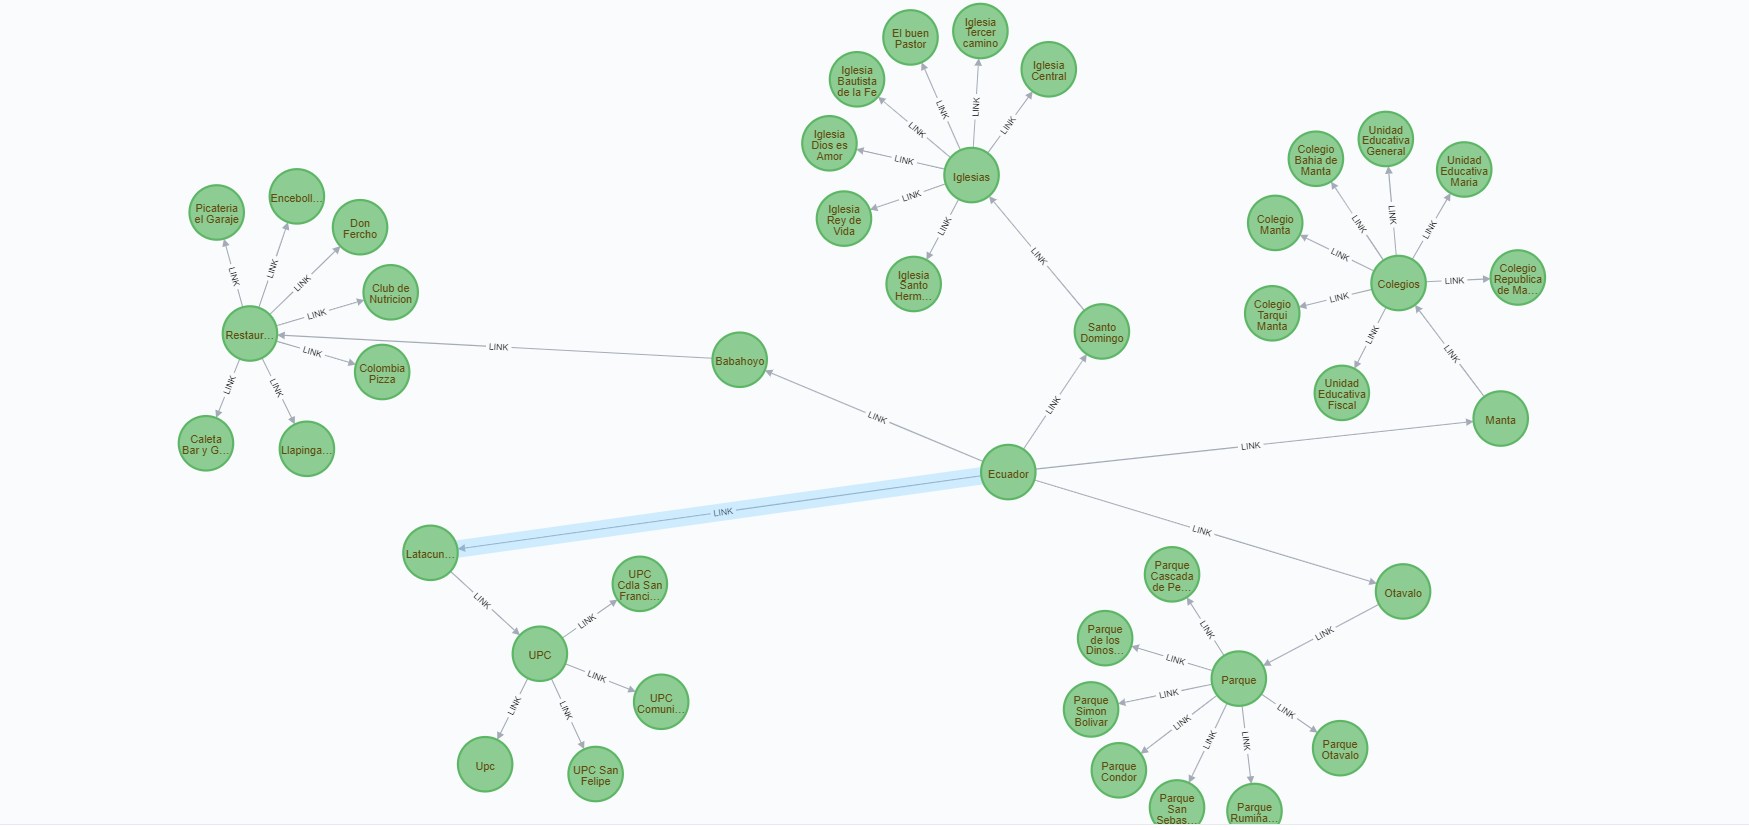 Iglesia
Tercer
camino
El buen
Pastor
Iglesia
Central
Iglesia
Bautista
de la Fe
LINK
LINK
LINK
LINK
Iglesia
Dios es
Amor
LINK
Iglesias
LINK
Iglesia
Rey de
Vida
LINK
Iglesia
Santo
Herm...
LINK
Santo
Domingo
Unidad
Educativa
General
Colegio
Bahia de
Manta
Unidad
Educativa
Maria
Colegio
Manta
LINK
LINK
LINK
LINK
Colegios
LINK
Colegio
Republica
de Ma...
Colegio
Tarqui
Manta
LINK
LINK
Unidad
Educativa
Fiscal
LINK
Manta
Enceboll...
Picateria
el Garaje
Don
Fercho
LINK
LINK
LINK
Club de
Nutricion
LINK
Restaur...
LINK
Colombia
Pizza
LINK
LINK
Caleta
Bar y G...
Llapinga...
LINK
Babahoyo
LINK
LINK
LINK
Ecuador
LINK
LINK
Latacun...
LINK
UPC
Cdla San
Franci...
LINK
UPC
LINK
UPC
Comuni...
LINK
LINK
Upc
UPC San
Felipe
Otavalo
LINK
Parque
Cascada
de Pe...
LINK
Parque
de los
Dinos...
LINK
Parque
LINK
Parque
Simon
Bolivar
LINK
LINK
LINK
LINK
Parque
Otavalo
Parque
Condor
Parque
San
Sebas...
Parque
Rumiña...